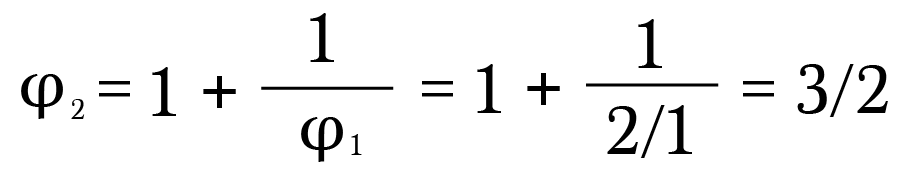 φ₂ = 1 + 1/φ₁ = 1 + 1/(2/1) = 3/2